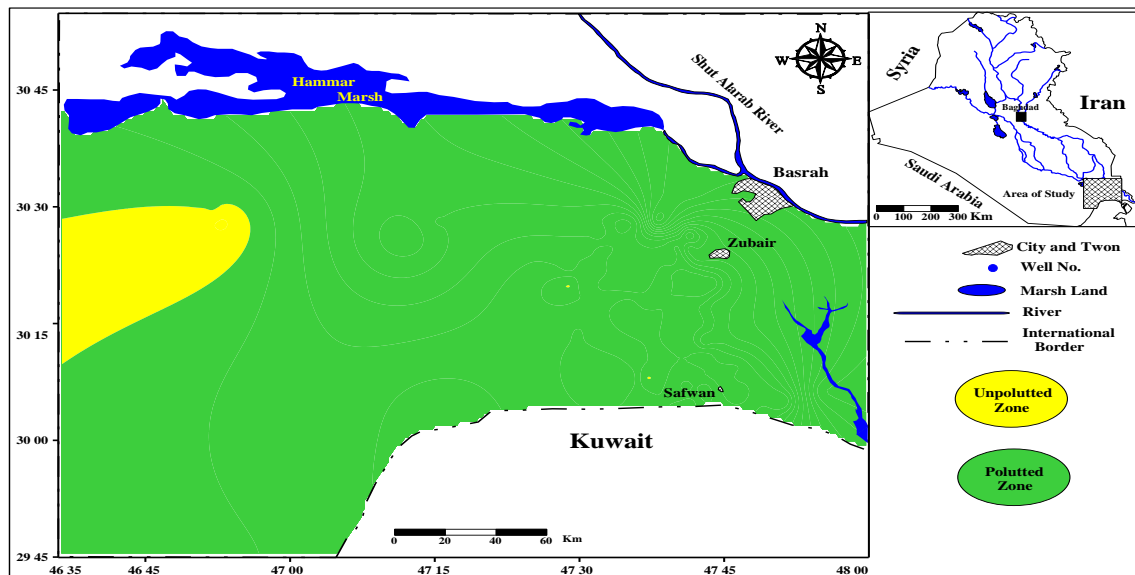 N
W E
S
Hammar
Marsh
Shut Alarab River
Basrah
Zubair
Safwan
Kuwait
0 20 40 60 Km
30 45
30 30
30 15
30 00
29 45
46 35 46 45 47 00 47 15 47 30 47 45 48 00
Syria
Iran
Baghdad
Saudi Arabia
Area of Study
0 100 200 300 Km
City and Twon
Well No.
Marsh Land
River
International
Border
Unpolutted
Zone
Polutted
Zone